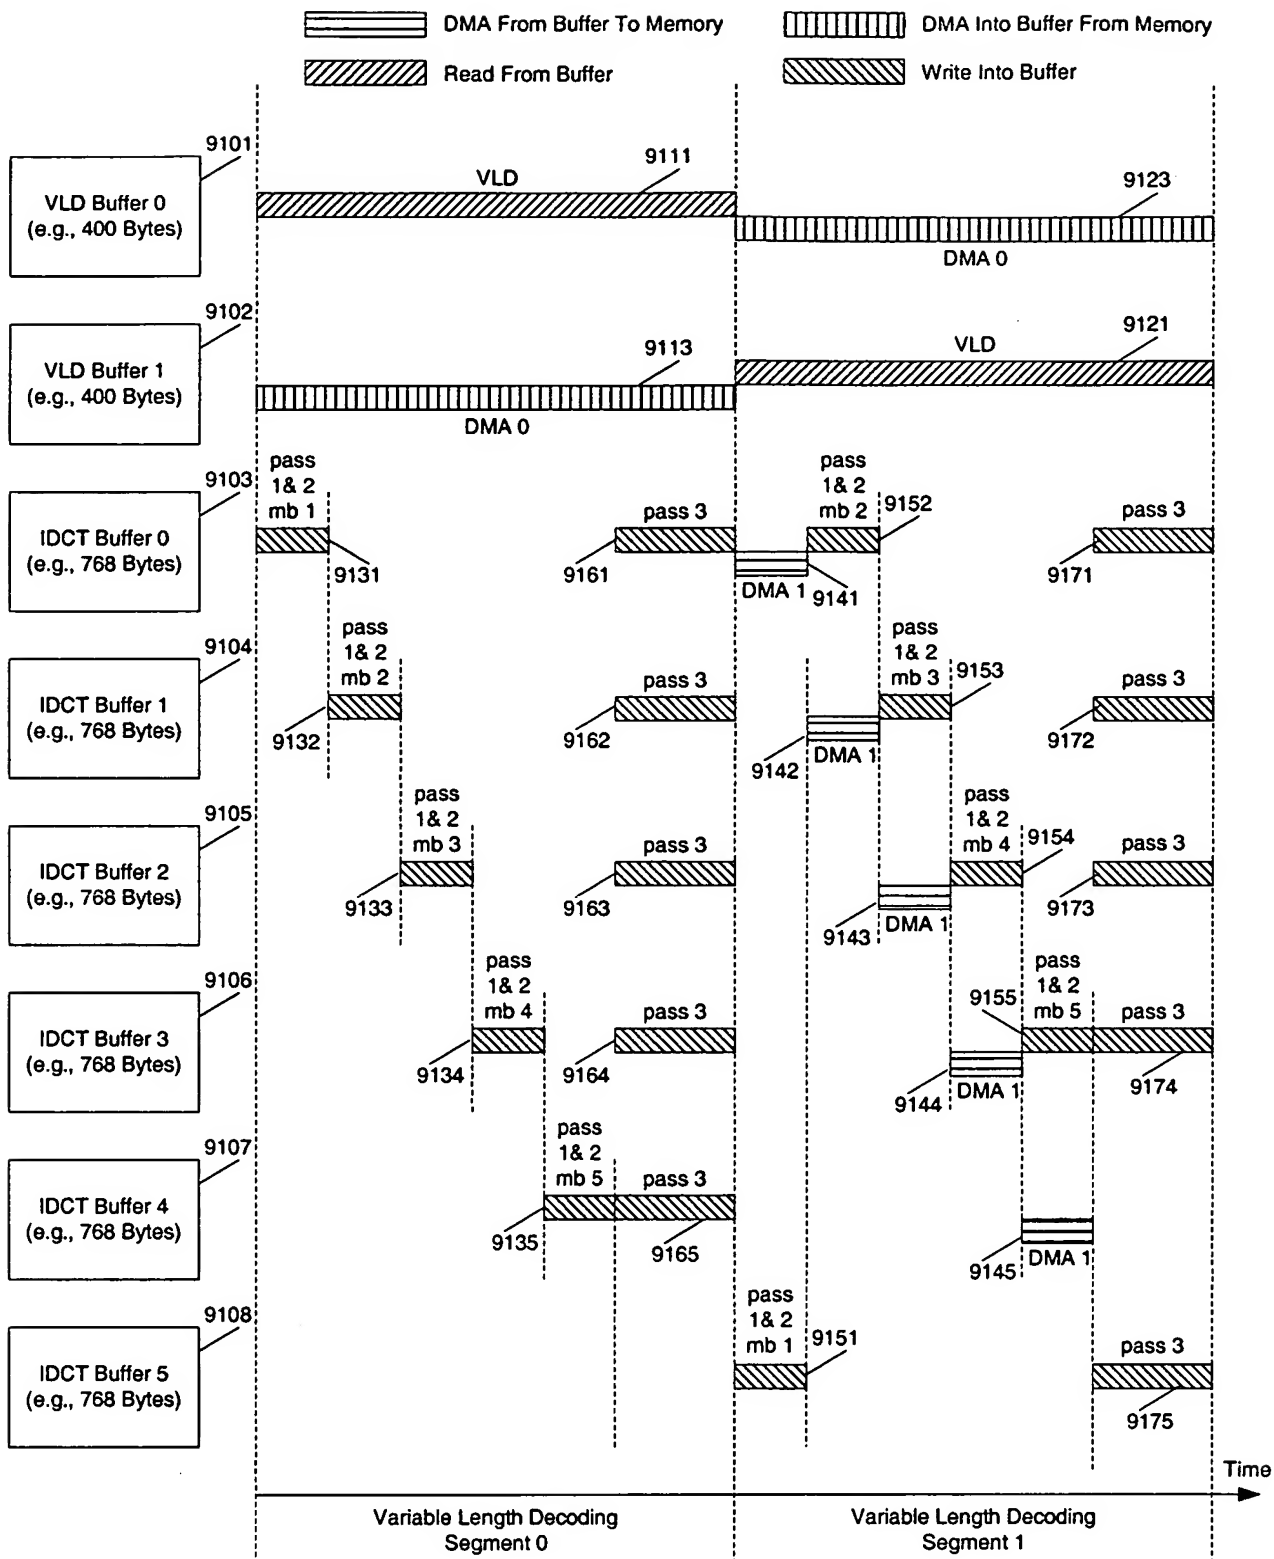 DMA From Buffer To Memory
DMA Into Buffer From Memory
Read From Buffer
Write Into Buffer
9101
VLD Buffer 0
(e.g., 400 Bytes)
VLD
9111
9123
DMA 0
9102
VLD Buffer 1
(e.g., 400 Bytes)
9113
DMA 0
VLD
9121
9103
IDCT Buffer 0
(e.g., 768 Bytes)
pass
1& 2
mb 1
9131
pass 3
9161
DMA 1
9141
pass
1& 2
mb 2
9152
pass 3
9171
9104
IDCT Buffer 1
(e.g., 768 Bytes)
pass
1& 2
mb 2
9132
pass 3
9162
9142
DMA 1
pass
1& 2
mb 3
9153
pass 3
9172
9105
IDCT Buffer 2
(e.g., 768 Bytes)
pass
1& 2
mb 3
9133
pass 3
9163
9143
DMA 1
pass
1& 2
mb 4
9154
pass 3
9173
9106
IDCT Buffer 3
(e.g., 768 Bytes)
pass
1& 2
mb 4
9134
pass 3
9164
9144
DMA 1
9155
pass
1& 2
mb 5
pass 3
9174
9107
IDCT Buffer 4
(e.g., 768 Bytes)
pass
1& 2
mb 5
9135
pass 3
9165
9145
DMA 1
9108
IDCT Buffer 5
(e.g., 768 Bytes)
pass
1& 2
mb 1
9151
pass 3
9175
Time
Variable Length Decoding
Segment 0
Variable Length Decoding
Segment 1